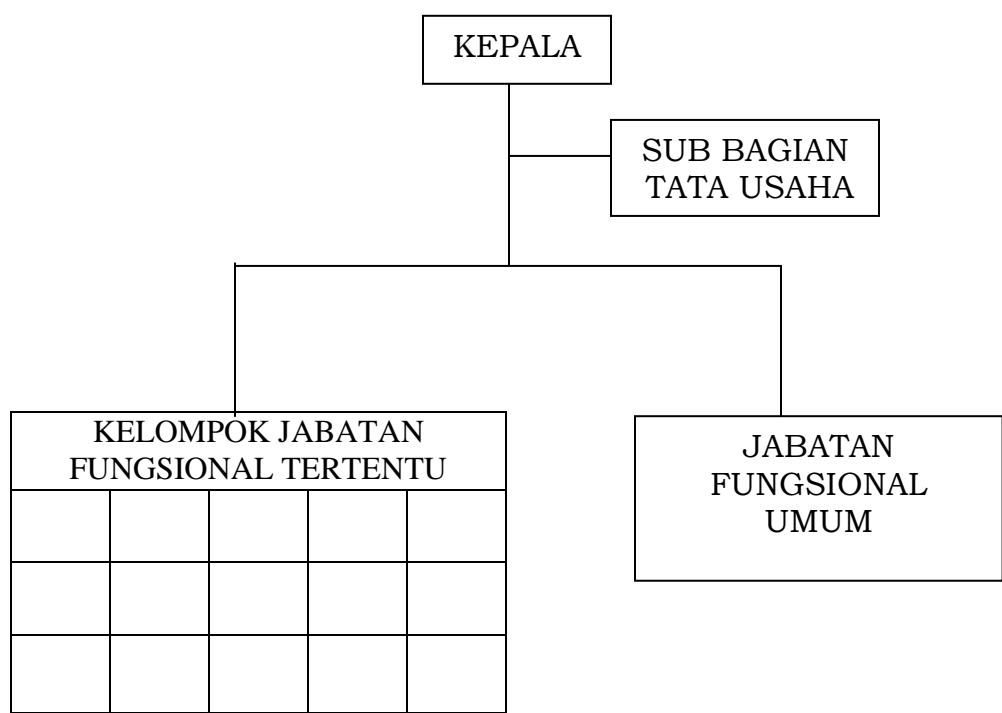 KEPALA
SUB BAGIAN
TATA USAHA
KELOMPOK JABATAN
FUNGSIONAL TERTENTU
JABATAN
FUNGSIONAL
UMUM